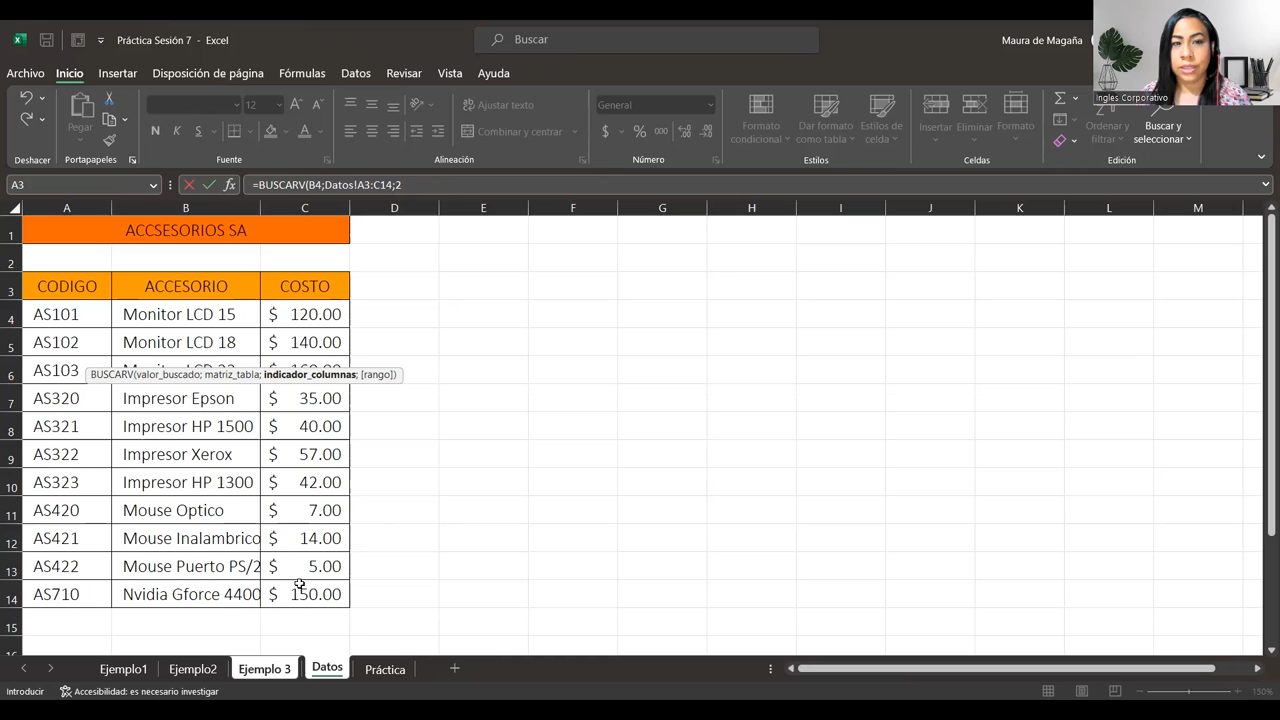 Práctica Sesión 7 - Excel
Buscar
Maura de Magaña
Ingles Corporativo
Archivo Inicio Insertar Disposición de página Fórmulas Datos Revisar Vista Ayuda
12 A A Ajustar texto General
Pegar
N K S A Combinar y centrar $ % 000
Formato condicional
Dar formato como tabla
Estilos de celda
Insertar Eliminar Formato
Ordenar y filtrar
Buscar y seleccionar
Deshacer Portapapeles Fuente Alineación Número Estilos Celdas Edición
A3 fx =BUSCARV(B4;Datos!A3:C14;2
A B C D E F G H I J K L M
1 ACCSESORIOS SA
2
3 CODIGO ACCESORIO COSTO
4 AS101 Monitor LCD 15 $ 120.00
5 AS102 Monitor LCD 18 $ 140.00
6 AS103
BUSCARV(valor_buscado; matriz_tabla; indicador_columnas; [rango])
7 AS320 Impresor Epson $ 35.00
8 AS321 Impresor HP 1500 $ 40.00
9 AS322 Impresor Xerox $ 57.00
10 AS323 Impresor HP 1300 $ 42.00
11 AS420 Mouse Optico $ 7.00
12 AS421 Mouse Inalambrico $ 14.00
13 AS422 Mouse Puerto PS/2 $ 5.00
14 AS710 Nvidia Gforce 4400 $ 150.00
15
Ejemplo1 Ejemplo2 Ejemplo 3 Datos Práctica
Introducir Accesibilidad: es necesario investigar 150%